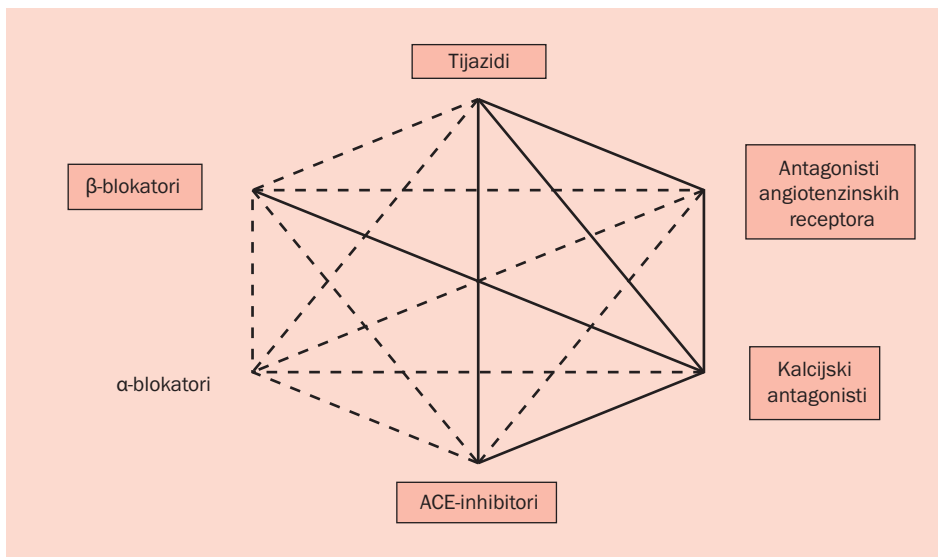 Tijazidi
β-blokatori
Antagonisti
angiotenzinskih
receptora
α-blokatori
Kalcijski
antagonisti
ACE-inhibitori